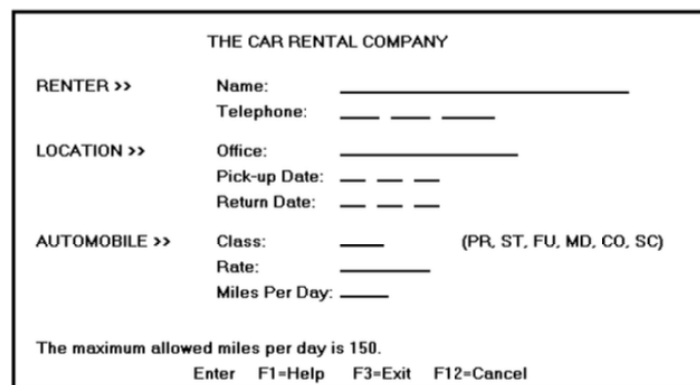 THE CAR RENTAL COMPANY
RENTER >> Name:
Telephone:
LOCATION >> Office:
Pick-up Date:
Return Date:
AUTOMOBILE >> Class: (PR, ST, FU, MD, CO, SC)
Rate:
Miles Per Day:
The maximum allowed miles per day is 150.
Enter F1=Help F3=Exit F12=Cancel